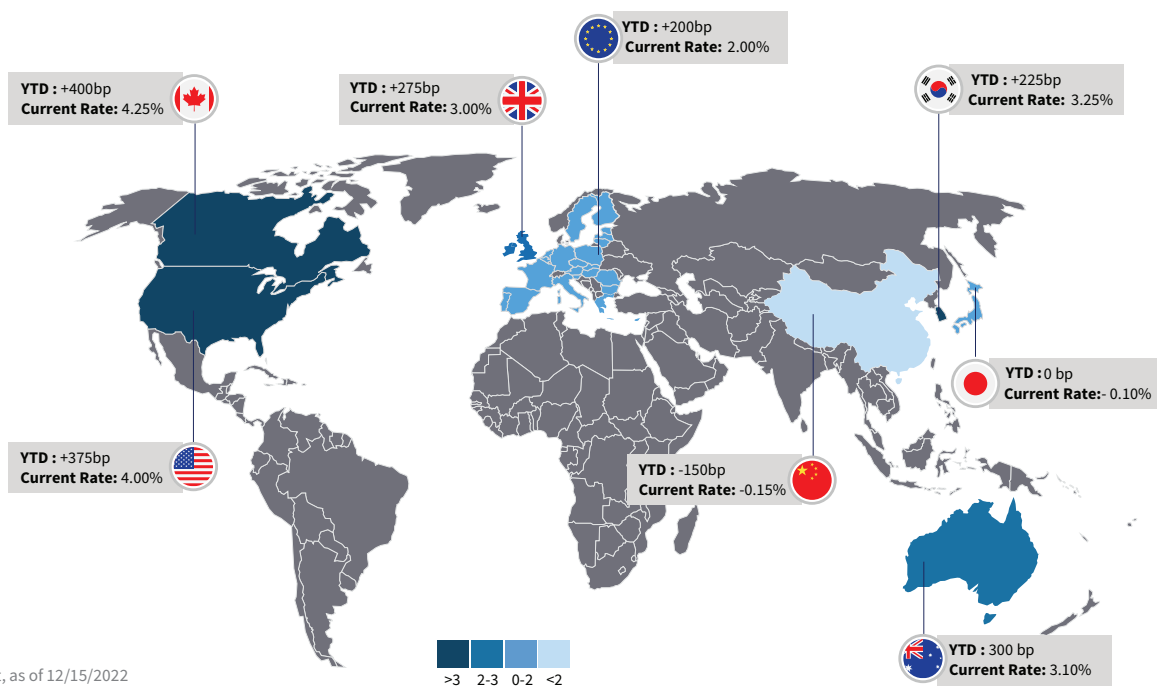 YTD : +200bp
Current Rate: 2.00%
YTD : +400bp
Current Rate: 4.25%
YTD : +275bp
Current Rate: 3.00%
YTD : +225bp
Current Rate: 3.25%
YTD : 0 bp
Current Rate:- 0.10%
YTD : +375bp
Current Rate: 4.00%
YTD : -150bp
Current Rate: -0.15%
YTD : 300 bp
Current Rate: 3.10%
>3 2-3 0-2 <2
, as of 12/15/2022